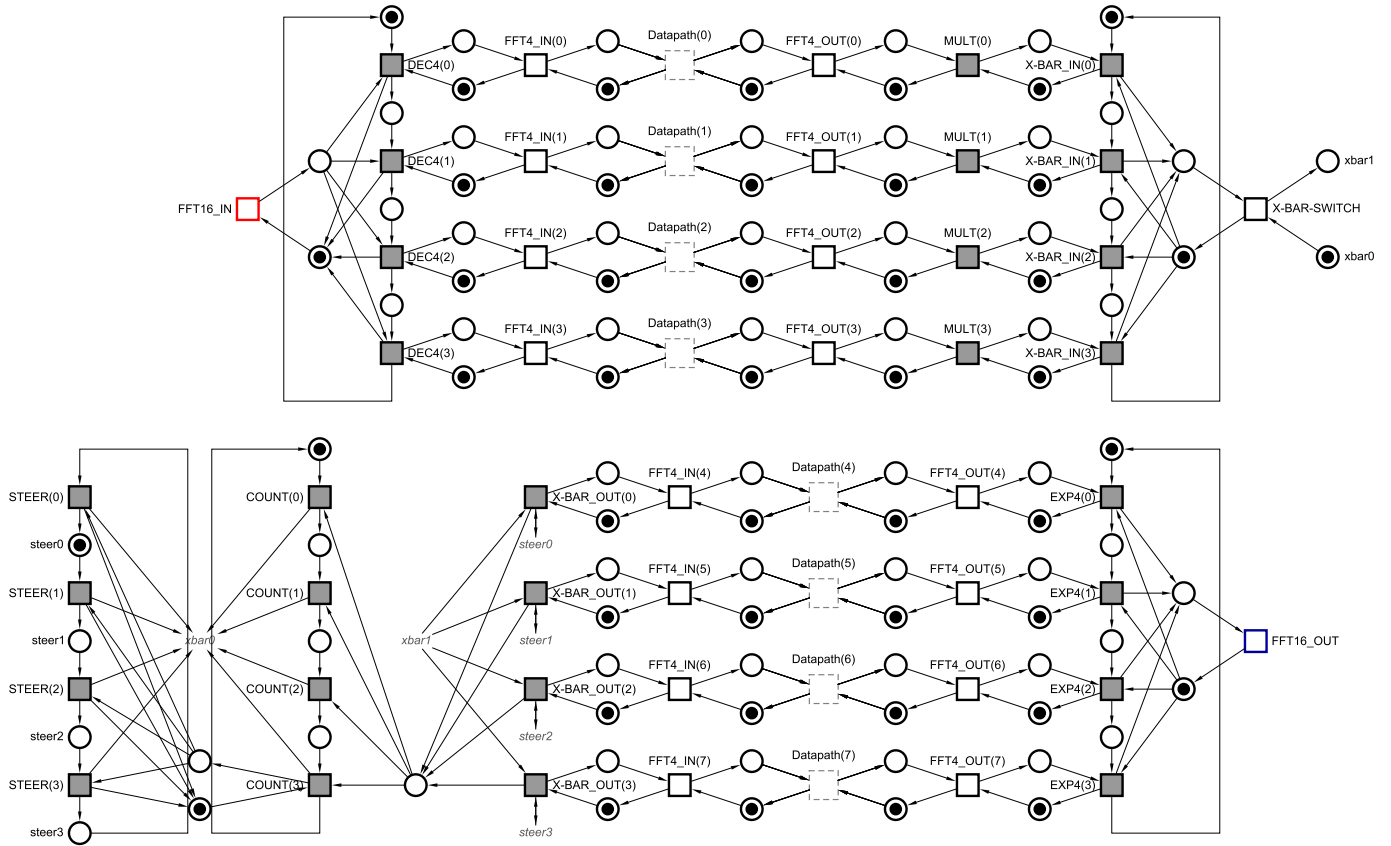 Datapath(0)
FFT4_IN(0) FFT4_OUT(0) MULT(0)
DEC4(0) X-BAR_IN(0)
Datapath(1)
FFT4_IN(1) FFT4_OUT(1) MULT(1)
DEC4(1) X-BAR_IN(1) xbar1
FFT16_IN X-BAR-SWITCH
Datapath(2)
FFT4_IN(2) FFT4_OUT(2) MULT(2)
DEC4(2) X-BAR_IN(2) xbar0
Datapath(3)
FFT4_IN(3) FFT4_OUT(3) MULT(3)
DEC4(3) X-BAR_IN(3)
Datapath(4)
FFT4_IN(4) FFT4_OUT(4)
STEER(0) COUNT(0) X-BAR_OUT(0) EXP4(0)
steer0 steer0
Datapath(5)
FFT4_IN(5) FFT4_OUT(5)
STEER(1) COUNT(1) X-BAR_OUT(1) EXP4(1)
steer1 xbar0 xbar1 steer1 FFT16_OUT
Datapath(6)
FFT4_IN(6) FFT4_OUT(6)
STEER(2) COUNT(2) X-BAR_OUT(2) EXP4(2)
steer2 steer2
Datapath(7)
FFT4_IN(7) FFT4_OUT(7)
STEER(3) COUNT(3) X-BAR_OUT(3) EXP4(3)
steer3 steer3